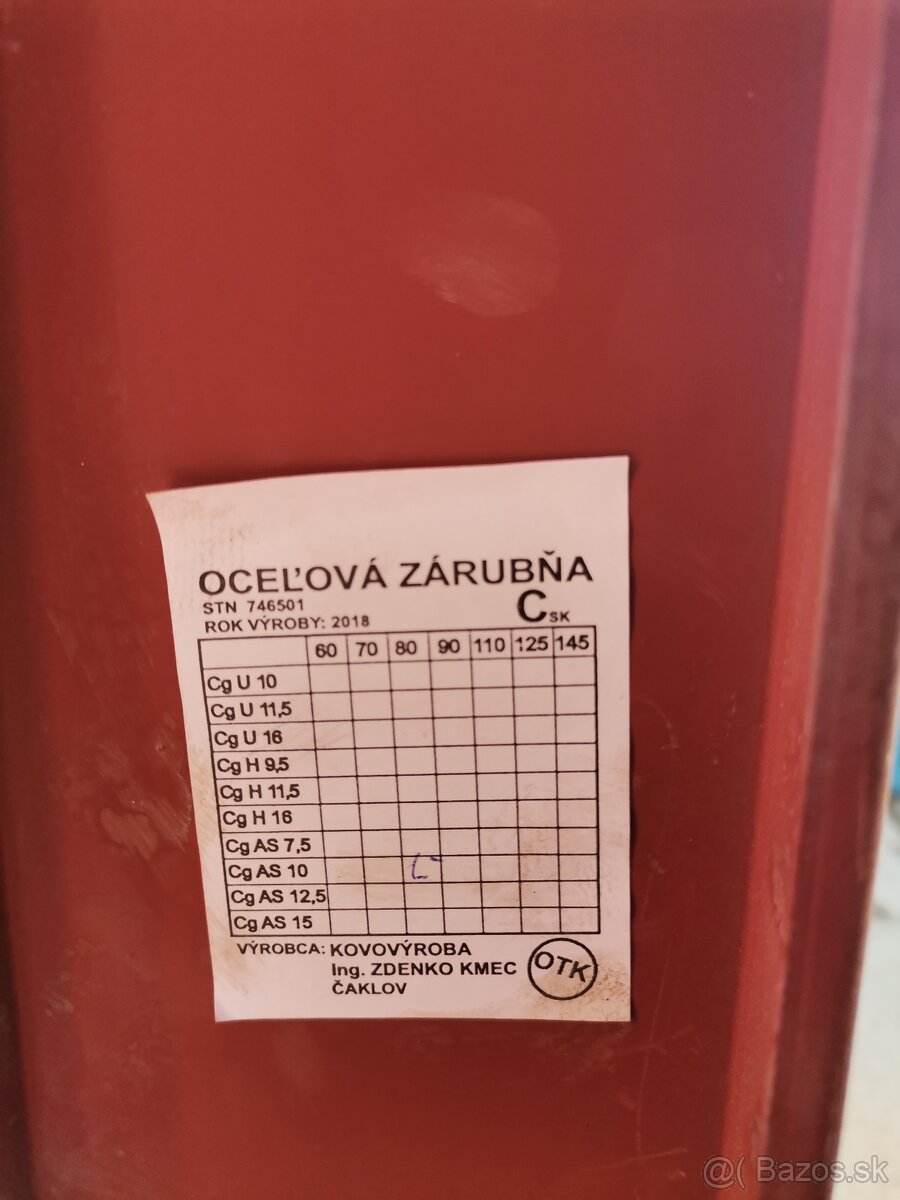 OCEĽOVÁ ZÁRUBŇA
STN 746501
CSK
ROK VÝROBY: 2018
60 70 80 90 110 125 145
Cg U 10
Cg U 11,5
Cg U 16
Cg H 9,5
Cg H 11,5
Cg H 16
Cg AS 7,5
Cg AS 10 L
Cg AS 12,5
Cg AS 15
VÝROBCA: KOVOVÝROBA
Ing. ZDENKO KMEC
ČAKLOV
OTK
@( Bazos.sk